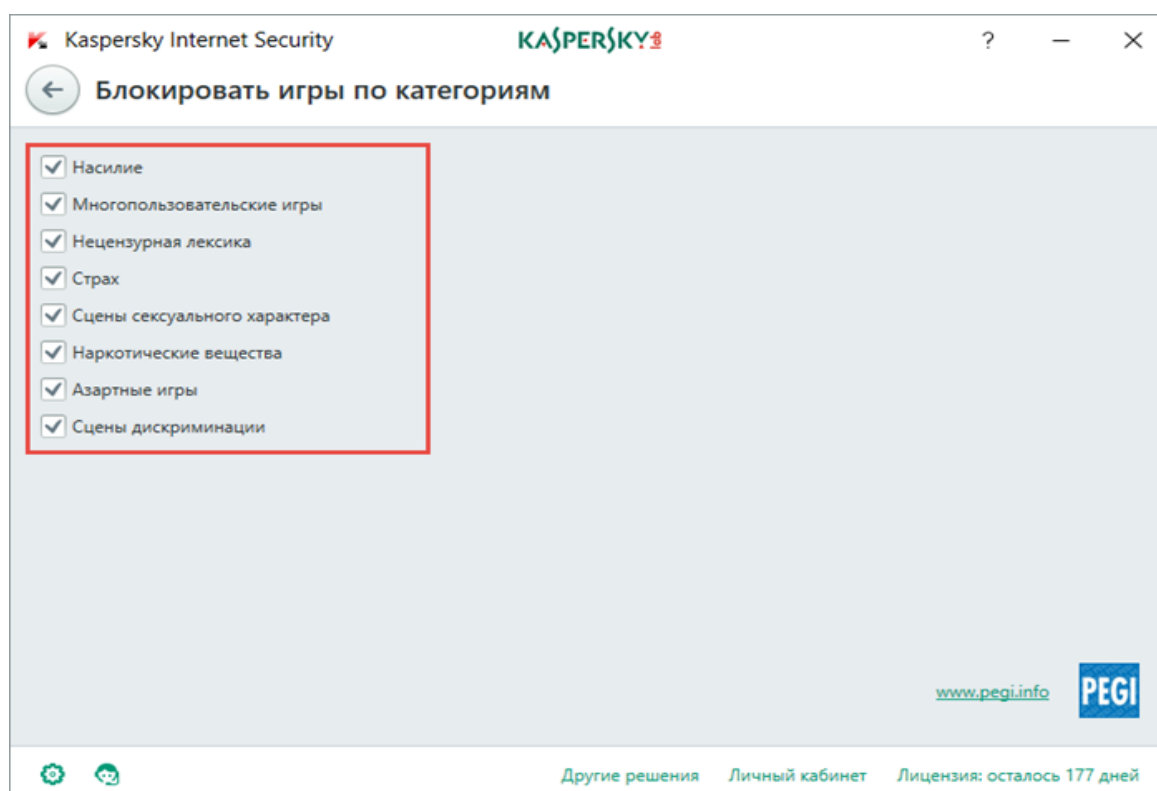 Kaspersky Internet Security
KASPERSKY lab
?
Блокировать игры по категориям
Насилие
Многопользовательские игры
Нецензурная лексика
Страх
Сцены сексуального характера
Наркотические вещества
Азартные игры
Сцены дискриминации
www.pegi.info
PEGI
Другие решения
Личный кабинет
Лицензия: осталось 177 дней